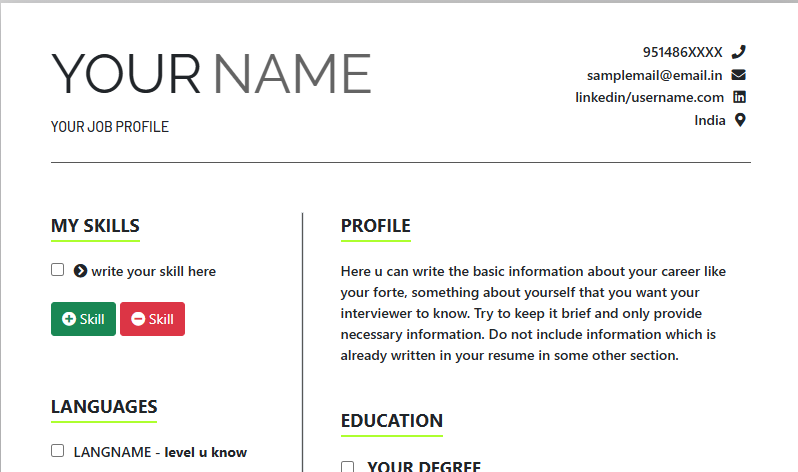 YOUR NAME
YOUR JOB PROFILE
951486XXXX
samplemail@email.in
linkedin/username.com
India
MY SKILLS
write your skill here
Skill Skill
LANGUAGES
LANGNAME - level u know
PROFILE
Here u can write the basic information about your career like
your forte, something about yourself that you want your
interviewer to know. Try to keep it brief and only provide
necessary information. Do not include information which is
already written in your resume in some other section.
EDUCATION
YOUR DEGREE